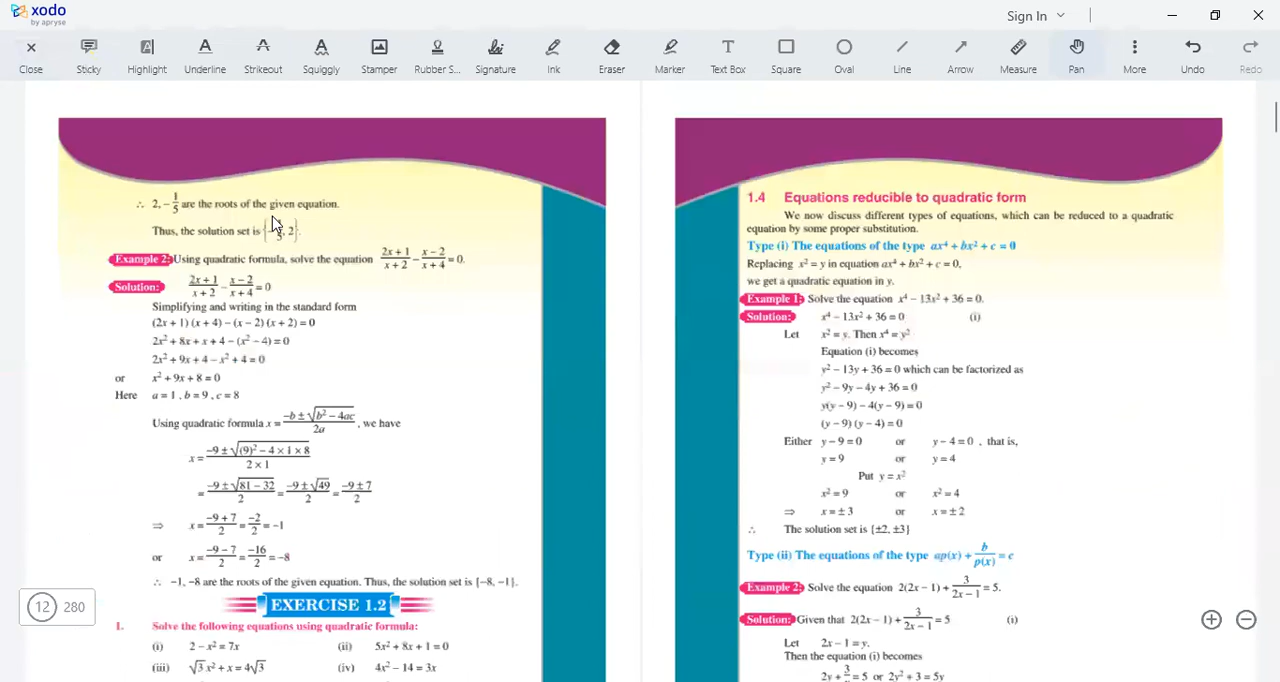 xodo
by apryse
Sign In
Close
Sticky
Highlight
Underline
Strikeout
Squiggly
Stamper
Rubber S...
Signature
Ink
Eraser
Marker
Text Box
Square
Oval
Line
Arrow
Measure
Pan
More
Undo
Redo
∴ 2, −1/5 are the roots of the given equation.
Thus, the solution set is {−1/5, 2}.
Example 2: Using quadratic formula, solve the equation (2x + 1)/(x + 2) − (x − 2)/(x + 4) = 0.
Solution: (2x + 1)/(x + 2) − (x − 2)/(x + 4) = 0
Simplifying and writing in the standard form
(2x + 1) (x + 4) − (x − 2) (x + 2) = 0
2x² + 8x + x + 4 − (x² − 4) = 0
2x² + 9x + 4 − x² + 4 = 0
or x² + 9x + 8 = 0
Here a = 1 , b = 9 , c = 8
Using quadratic formula x = (−b ± √(b² − 4ac))/2a , we have
x = (−9 ± √((9)² − 4 × 1 × 8))/(2 × 1)
= (−9 ± √(81 − 32))/2 = (−9 ± √49)/2 = (−9 ± 7)/2
⇒ x = (−9 + 7)/2 = −2/2 = −1
or x = (−9 − 7)/2 = −16/2 = −8
∴ −1, −8 are the roots of the given equation. Thus, the solution set is {−8, −1}.
EXERCISE 1.2
1. Solve the following equations using quadratic formula:
(i) 2 − x² = 7x (ii) 5x² + 8x + 1 = 0
(iii) √3 x² + x = 4√3 (iv) 4x² − 14 = 3x
12 280
1.4 Equations reducible to quadratic form
We now discuss different types of equations, which can be reduced to a quadratic
equation by some proper substitution.
Type (i) The equations of the type ax⁴ + bx² + c = 0
Replacing x² = y in equation ax⁴ + bx² + c = 0,
we get a quadratic equation in y.
Example 1: Solve the equation x⁴ − 13x² + 36 = 0.
Solution: x⁴ − 13x² + 36 = 0 (i)
Let x² = y. Then x⁴ = y²
Equation (i) becomes
y² − 13y + 36 = 0 which can be factorized as
y² − 9y − 4y + 36 = 0
y(y − 9) − 4(y − 9) = 0
(y − 9) (y − 4) = 0
Either y − 9 = 0 or y − 4 = 0 , that is,
y = 9 or y = 4
Put y = x²
x² = 9 or x² = 4
⇒ x = ± 3 or x = ± 2
∴ The solution set is {±2, ±3}
Type (ii) The equations of the type ap(x) + b/p(x) = c
Example 2: Solve the equation 2(2x − 1) + 3/(2x − 1) = 5.
Solution: Given that 2(2x − 1) + 3/(2x − 1) = 5 (i)
Let 2x − 1 = y.
Then the equation (i) becomes
2y + 3/y = 5 or 2y² + 3 = 5y